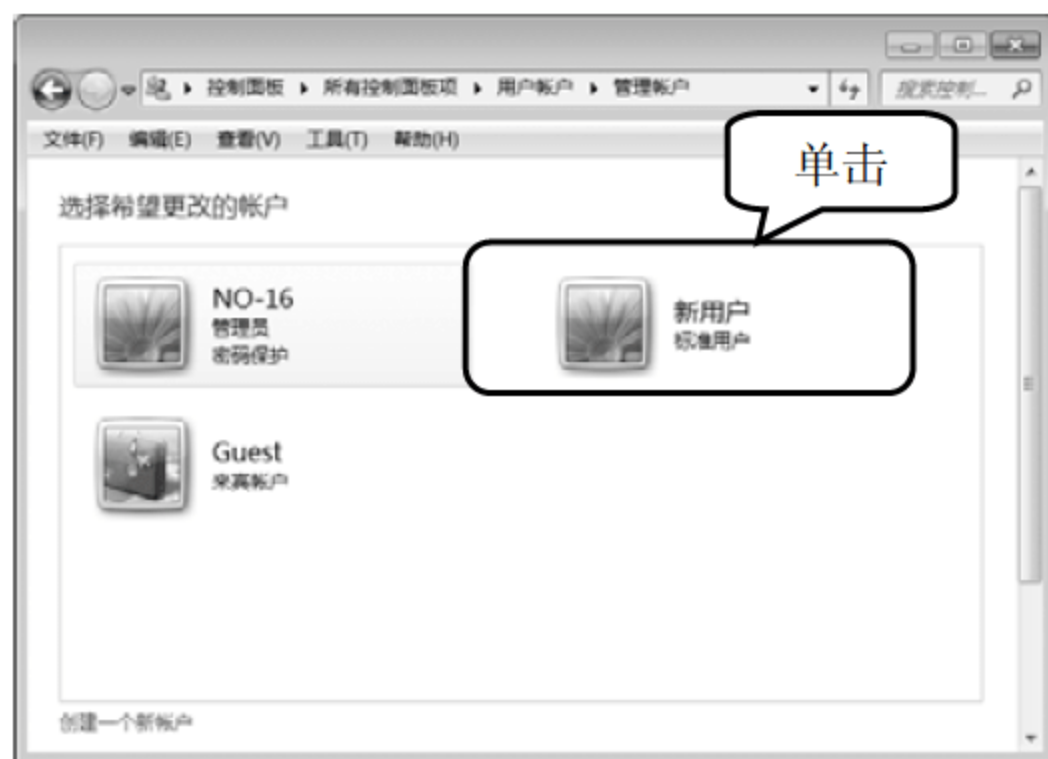 控制面板 ▸ 所有控制面板项 ▸ 用户帐户 ▸ 管理帐户
搜索控制...
文件(F) 编辑(E) 查看(V) 工具(T) 帮助(H)
单击
选择希望更改的帐户
NO-16
管理员
密码保护
新用户
标准用户
Guest
来宾帐户
创建一个新帐户